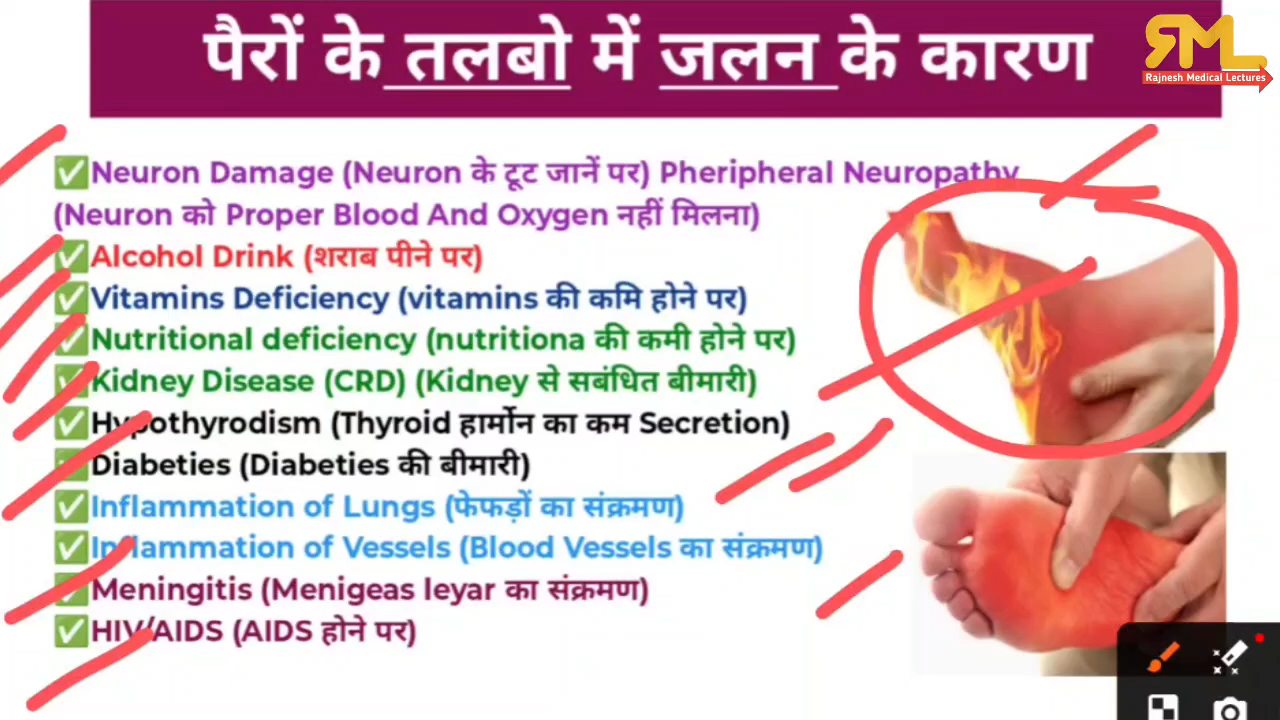 पैरों के तलबो में जलन के कारण
RML
Rajnesh Medical Lectures
✅Neuron Damage (Neuron के टूट जानें पर) Pheripheral Neuropathy
(Neuron को Proper Blood And Oxygen नहीं मिलना)
✅Alcohol Drink (शराब पीने पर)
✅Vitamins Deficiency (vitamins की कमि होने पर)
✅Nutritional deficiency (nutritiona की कमी होने पर)
✅Kidney Disease (CRD) (Kidney से सबंधित बीमारी)
✅Hypothyrodism (Thyroid हार्मोन का कम Secretion)
✅Diabeties (Diabeties की बीमारी)
✅Inflammation of Lungs (फेफड़ों का संक्रमण)
✅Inflammation of Vessels (Blood Vessels का संक्रमण)
✅Meningitis (Menigeas leyar का संक्रमण)
✅HIV/AIDS (AIDS होने पर)